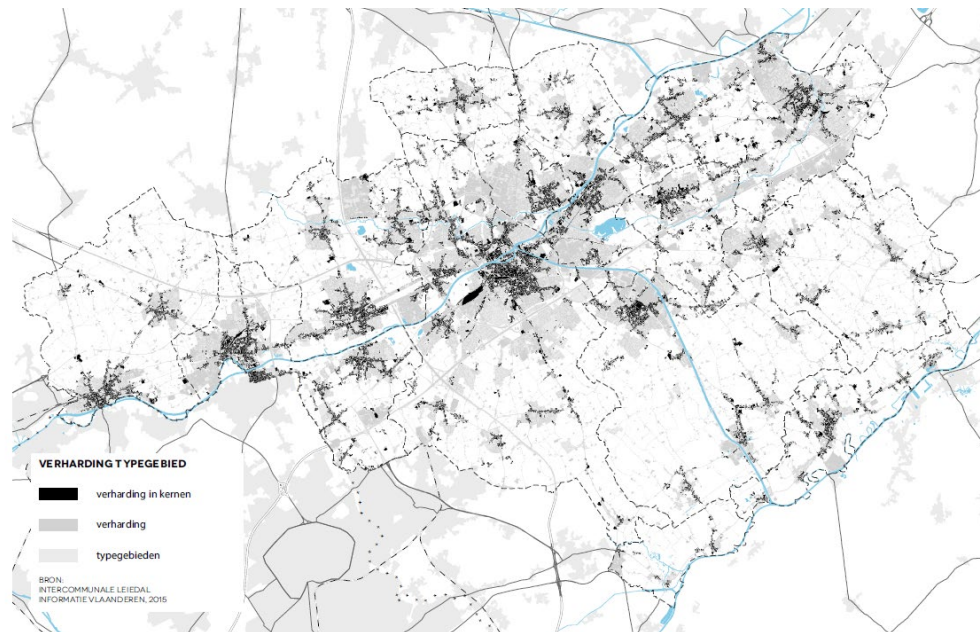 VERHARDING TYPEGEBIED
verharding in kernen
verharding
typegebieden
BRON:
INTERCOMMUNALE LEIEDAL
INFORMATIE VLAANDEREN, 2015